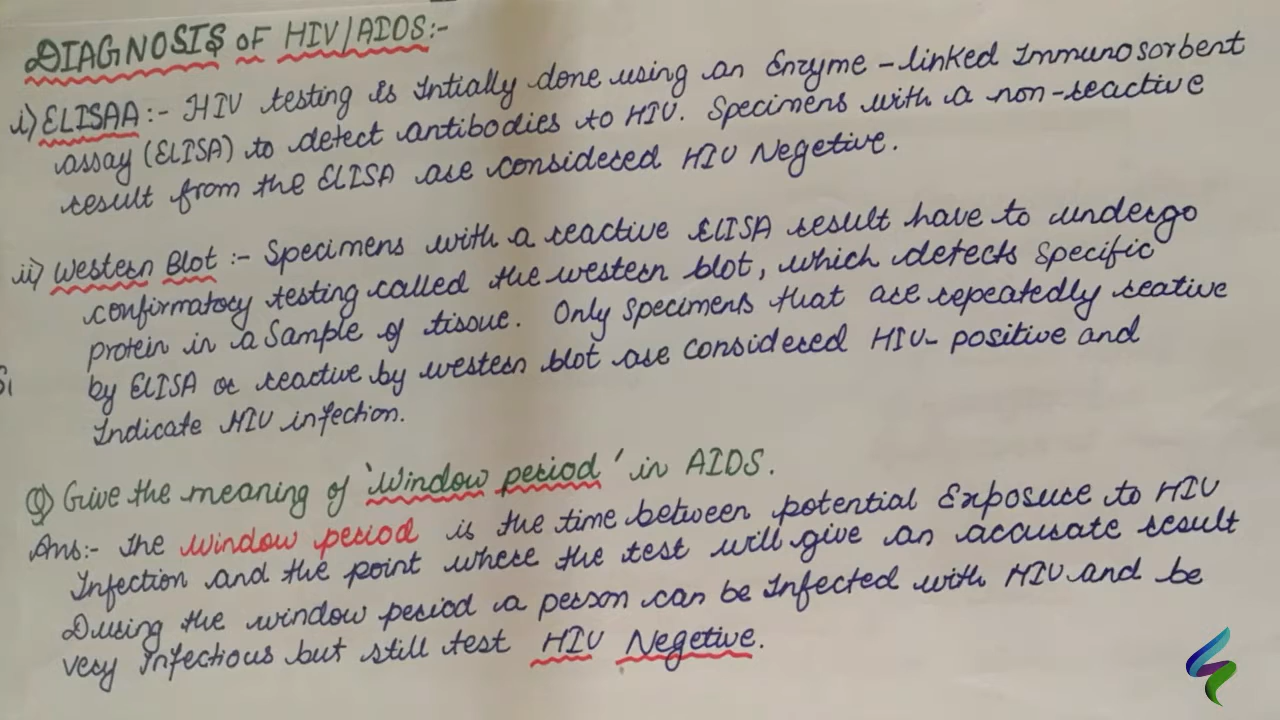 DIAGNOSIS OF HIV/AIDS:-
i) ELISAA :- HIV testing is Intially done using an Enzyme-linked Immunosorbent
assay (ELISA) to detect antibodies to HIV. Specimens with a non-reactive
result from the ELISA are considered HIV Negetive.
ii) Western Blot :- Specimens with a reactive ELISA result have to undergo
confirmatory testing called the western blot, which detects specific
protein in a Sample of tissue. Only specimens that are repeatedly reative
by ELISA or reactive by western blot are considered HIV-positive and
Indicate HIV infection.
Q) Give the meaning of 'Window period' in AIDS.
Ans:- The window period is the time between potential Exposure to HIV
Infection and the point where the test will give an accurate result
During the window period a person can be Infected with HIV and be
very Infectious but still test HIV Negetive.